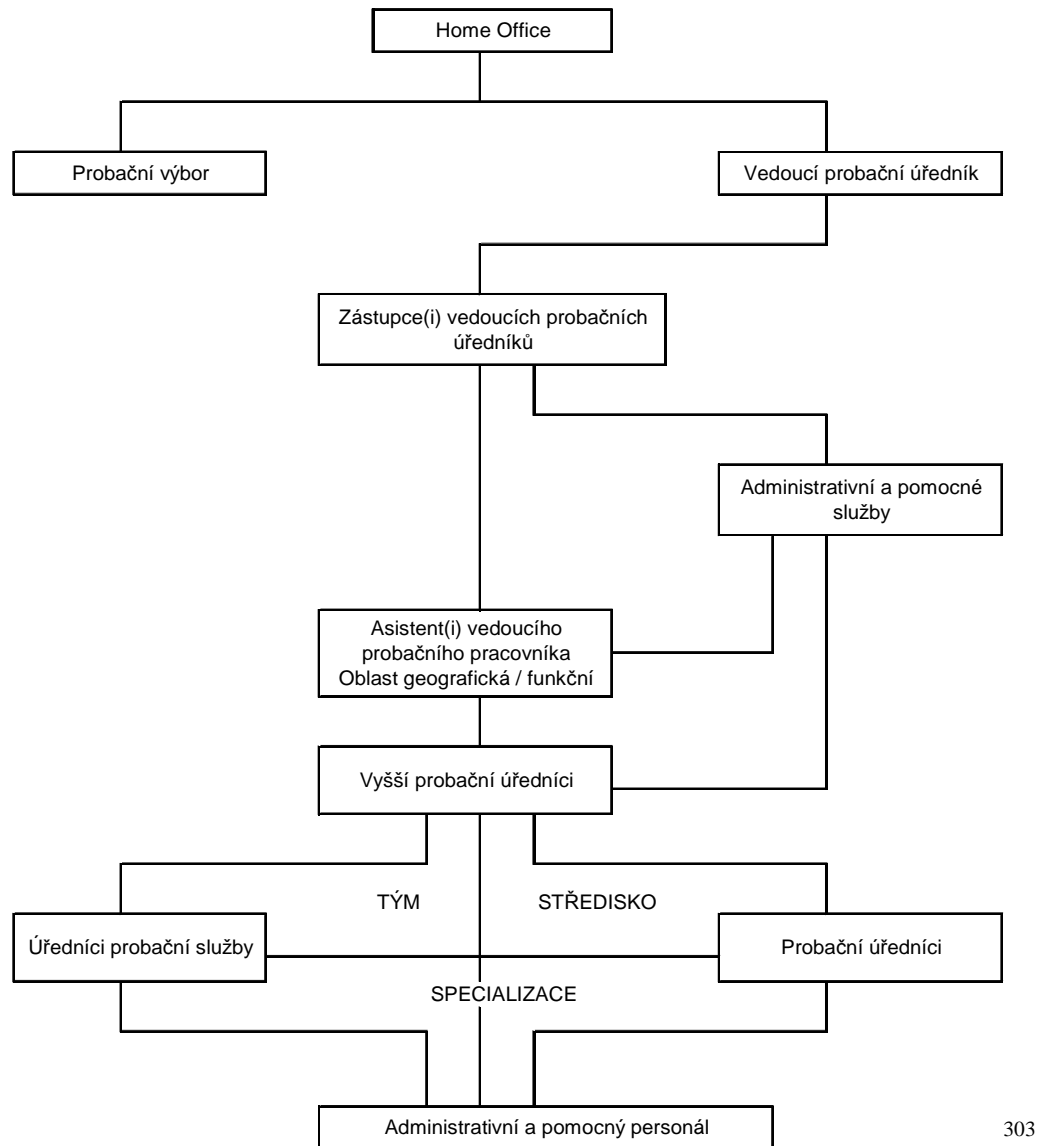 Home Office
Probační výbor
Vedoucí probační úředník
Zástupce(i) vedoucích probačních
úředníků
Administrativní a pomocné
služby
Asistent(i) vedoucího
probačního pracovníka
Oblast geografická / funkční
Vyšší probační úředníci
TÝM
STŘEDISKO
Úředníci probační služby
Probační úředníci
SPECIALIZACE
Administrativní a pomocný personál
303